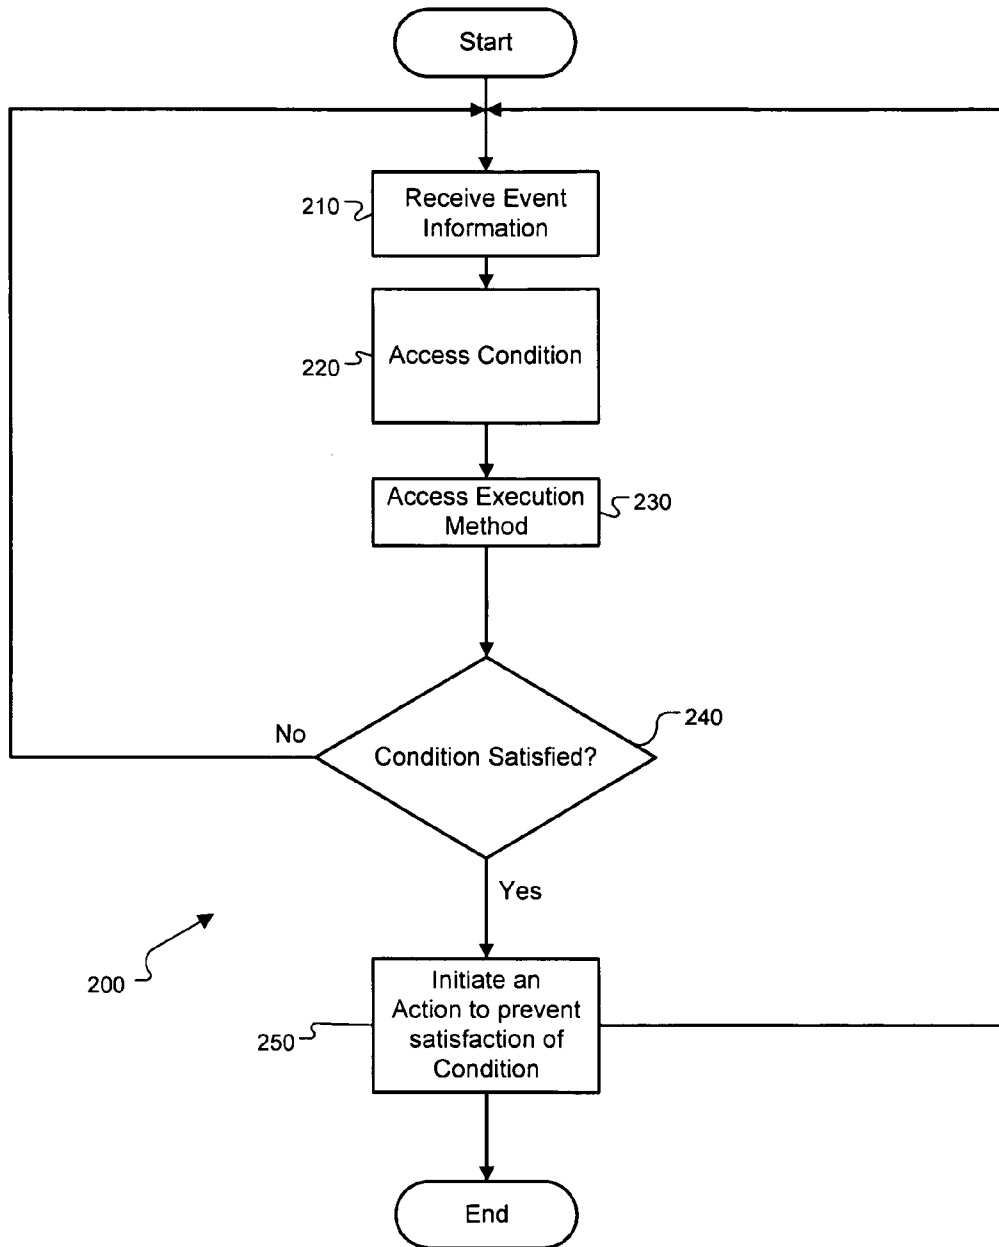 Start
210
Receive Event
Information
220
Access Condition
Access Execution
Method
230
No
Condition Satisfied?
240
Yes
200
250
Initiate an
Action to prevent
satisfaction of
Condition
End